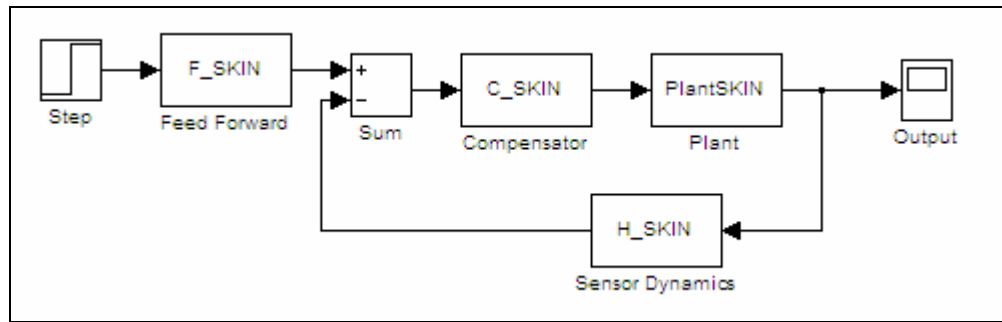 F_SKIN
+
−
C_SKIN
PlantSKIN
Step
Feed Forward
Sum
Compensator
Plant
Output
H_SKIN
Sensor Dynamics